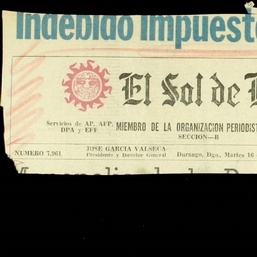 Indebido Impuest
El Sol de
Servicios de AP, AFP,
DPA y EFE
MIEMBRO DE LA ORGANIZACION PERIODIST
SECCION—B
JOSE GARCIA VALSECA
NUMERO 7,961
Presidente y Director General
Durango, Dgo., Martes 16